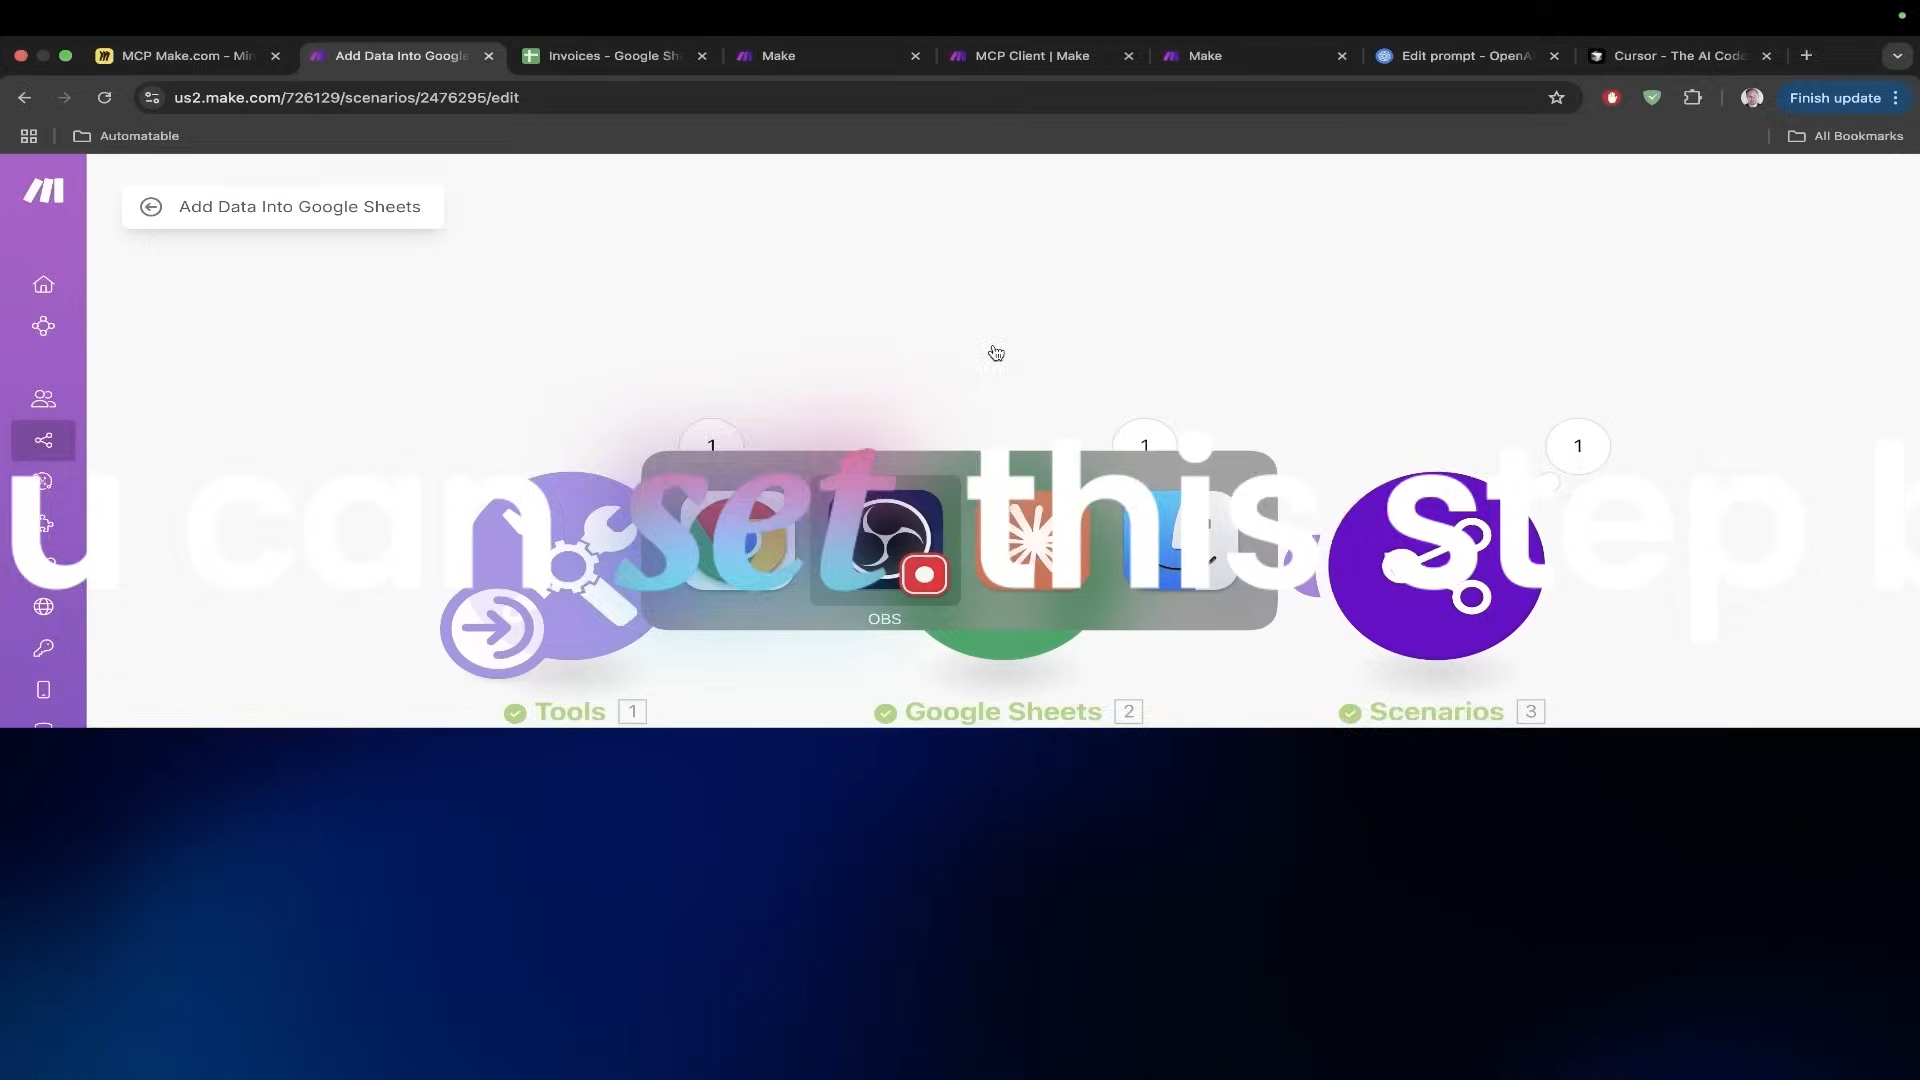 MCP Make.com - Mir
Add Data Into Google
Invoices - Google Sh
Make
MCP Client | Make
Make
Edit prompt - OpenA
Cursor - The AI Code
us2.make.com/726129/scenarios/2476295/edit
Finish update
Automatable
All Bookmarks
Add Data Into Google Sheets
1
1
1
u can set this step b
OBS
Tools 1
Google Sheets 2
Scenarios 3